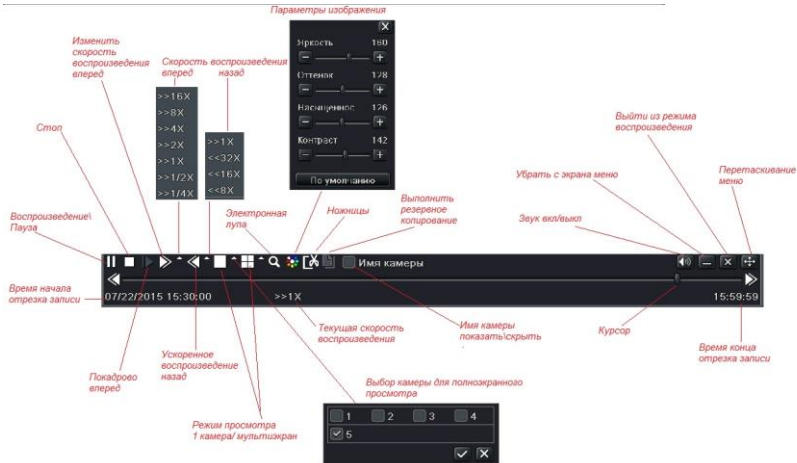 Параметры изображения
Изменить
скорость
воспроизведения
вперед
Скорость воспроизведения
вперед назад
Яркость 160
Оттенок 128
Насыщеннос 126
Контраст 142
По умолчанию
>>16X
>>8X
>>4X
>>2X
>>1X
>>1/2X
>>1/4X
>>1X
<<32X
<<16X
<<8X
Стоп
Воспроизведение\
Пауза
Электронная
лупа
Ножницы
Выполнить
резервное
копирование
Выйти из режима
воспроизведения
Убрать с экрана меню
Перетаскивание
меню
Звук вкл/выкл
Имя камеры
07/22/2015 15:30:00 >>1X 15:59:59
Время начала
отрезка записи
Текущая скорость
воспроизведения
Имя камеры
показать\скрыть
.
Курсор
Время конца
отрезка записи
Покадрово
вперед
Ускоренное
воспроизведение
назад
Режим просмотра
1 камера/ мультиэкран
Выбор камеры для полноэкранного
просмотра
1 2 3 4
5